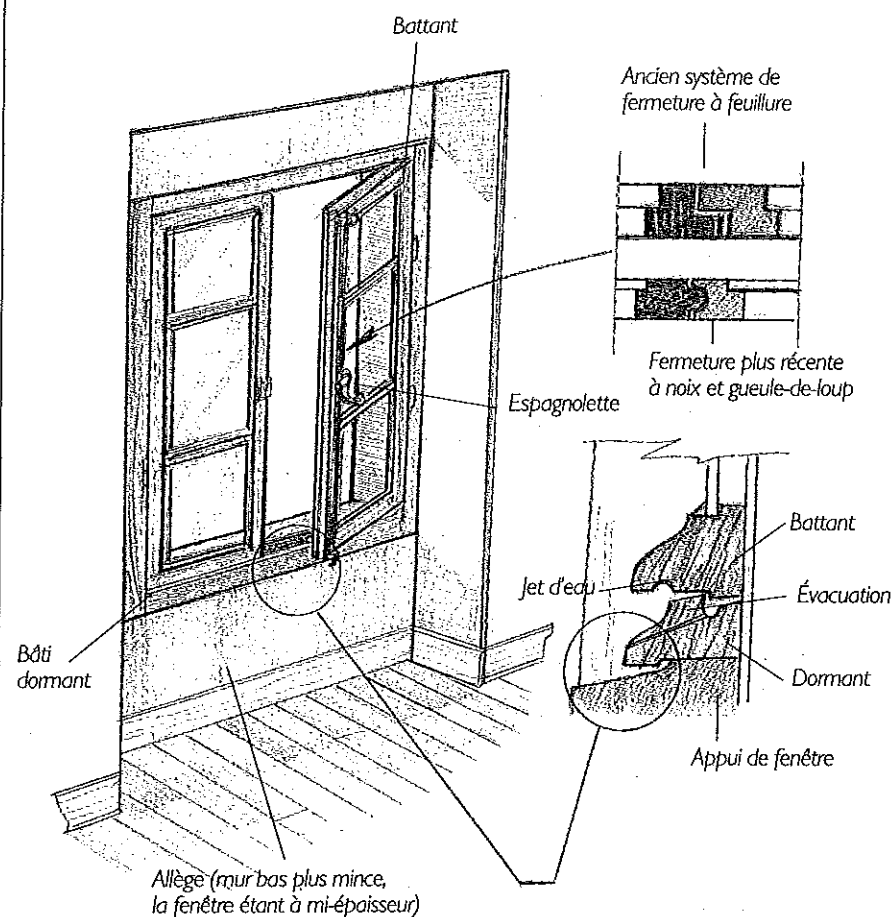 Battant
Ancien système de
fermeture à feuillure
Fermeture plus récente
à noix et gueule-de-loup
Espagnolette
Battant
Jet d'eau
Évacuation
Bâti
dormant
Dormant
Appui de fenêtre
Allège (mur bas plus mince,
la fenêtre étant à mi-épaisseur)